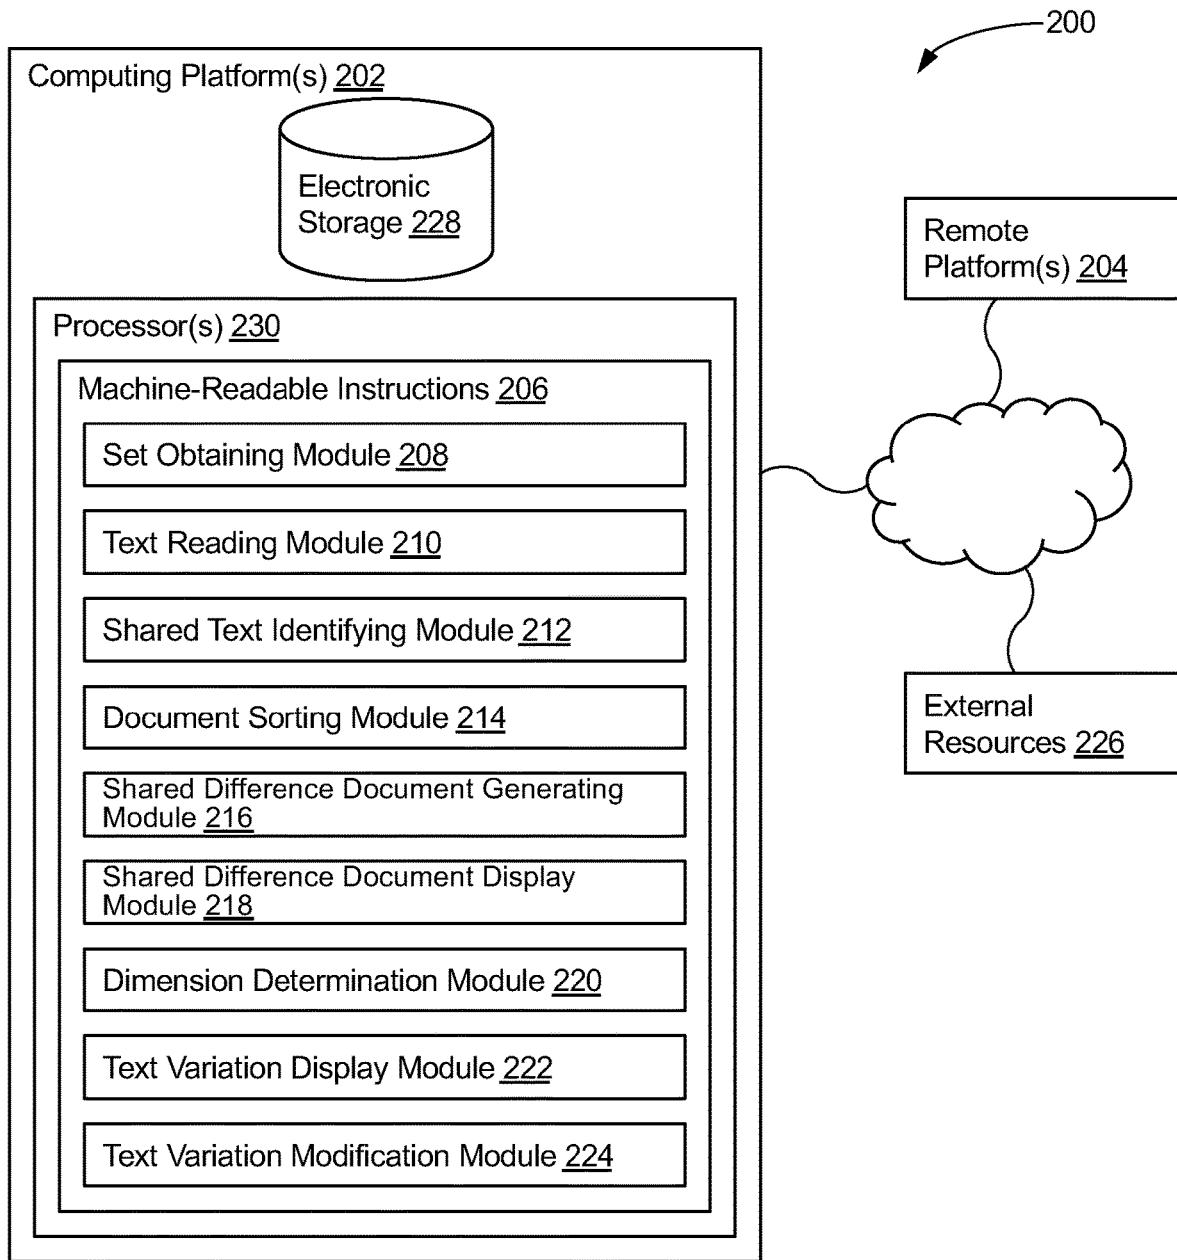 200
Computing Platform(s) 202
Electronic
Storage 228
Remote
Platform(s) 204
Processor(s) 230
Machine-Readable Instructions 206
Set Obtaining Module 208
Text Reading Module 210
Shared Text Identifying Module 212
Document Sorting Module 214
Shared Difference Document Generating
Module 216
Shared Difference Document Display
Module 218
Dimension Determination Module 220
Text Variation Display Module 222
Text Variation Modification Module 224
External
Resources 226